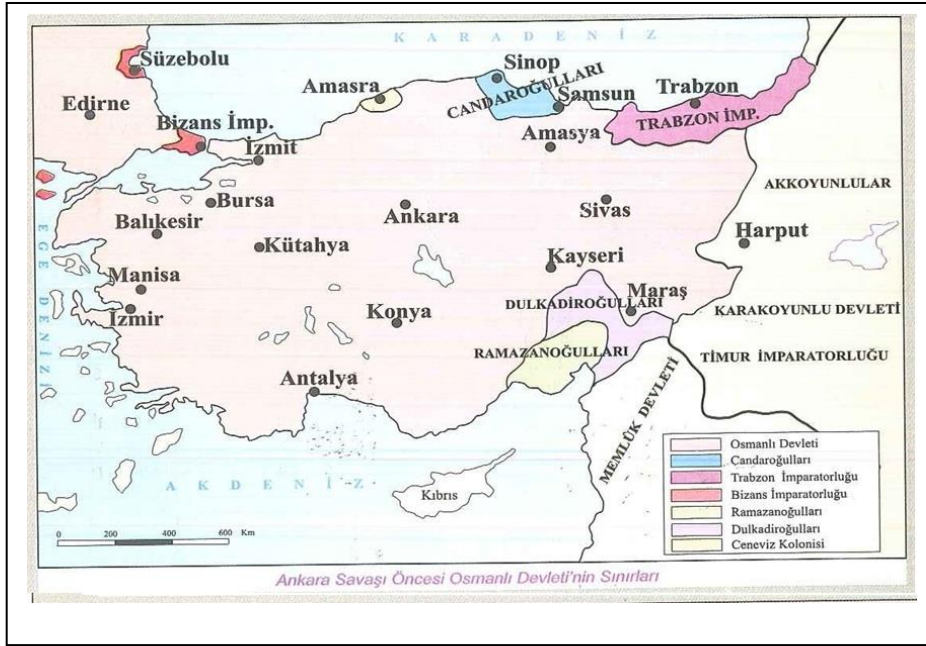 KARADENİZ
Süzebolu
Sinop
Amasra
CANDAROĞULLARI
Trabzon
Edirne
Samsun
Bizans İmp.
TRABZON İMP.
İzmit
Amasya
AKKOYUNLULAR
Bursa
Ankara
Sivas
Balıkesir
Harput
Kütahya
EGE DENİZİ
Kayseri
Manisa
Maraş
DULKADİROĞULLARI
İzmir
Konya
KARAKOYUNLU DEVLETİ
RAMAZANOĞULLARI
TİMUR İMPARATORLUĞU
Antalya
MEMLÜK DEVLETİ
AKDENİZ
Kıbrıs
0 200 400 600 Km
Osmanlı Devleti
Candaroğulları
Trabzon İmparatorluğu
Bizans İmparatorluğu
Ramazanoğulları
Dulkadiroğulları
Ceneviz Kolonisi
Ankara Savaşı Öncesi Osmanlı Devleti'nin Sınırları